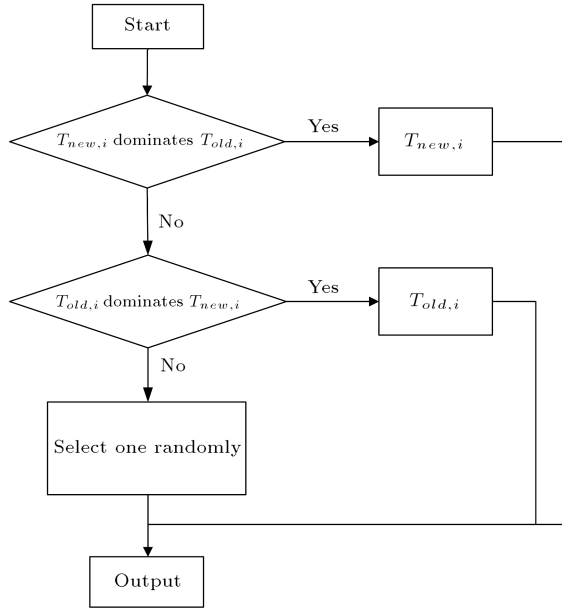 Start
T_{new,i} dominates T_{old,i}
Yes
T_{new,i}
No
T_{old,i} dominates T_{new,i}
Yes
T_{old,i}
No
Select one randomly
Output